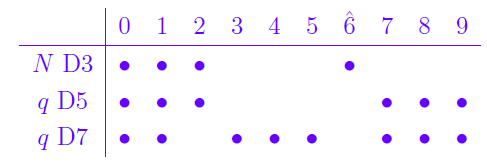 0 1 2 3 4 5 6̂ 7 8 9
N D3 • • • •
q D5 • • • • • •
q D7 • • • • • • • •